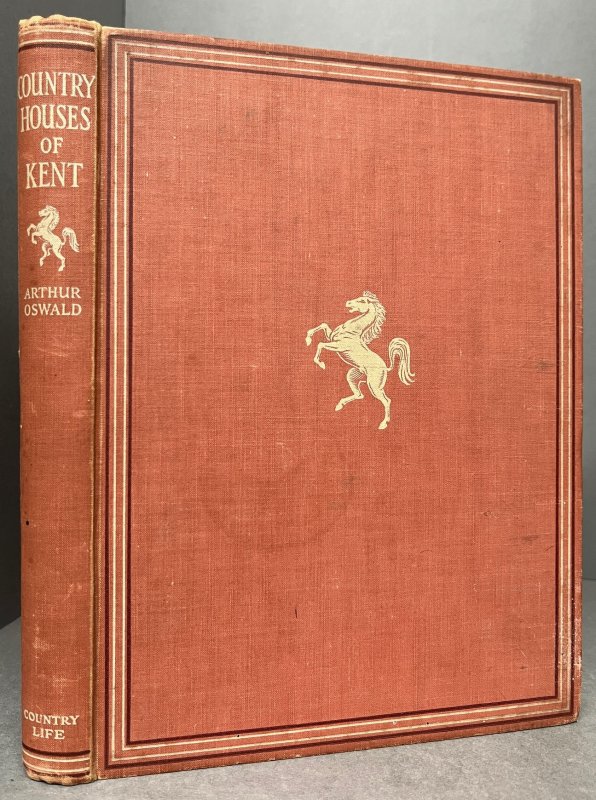 COUNTRY
HOUSES
OF
KENT
ARTHUR
OSWALD
COUNTRY
LIFE